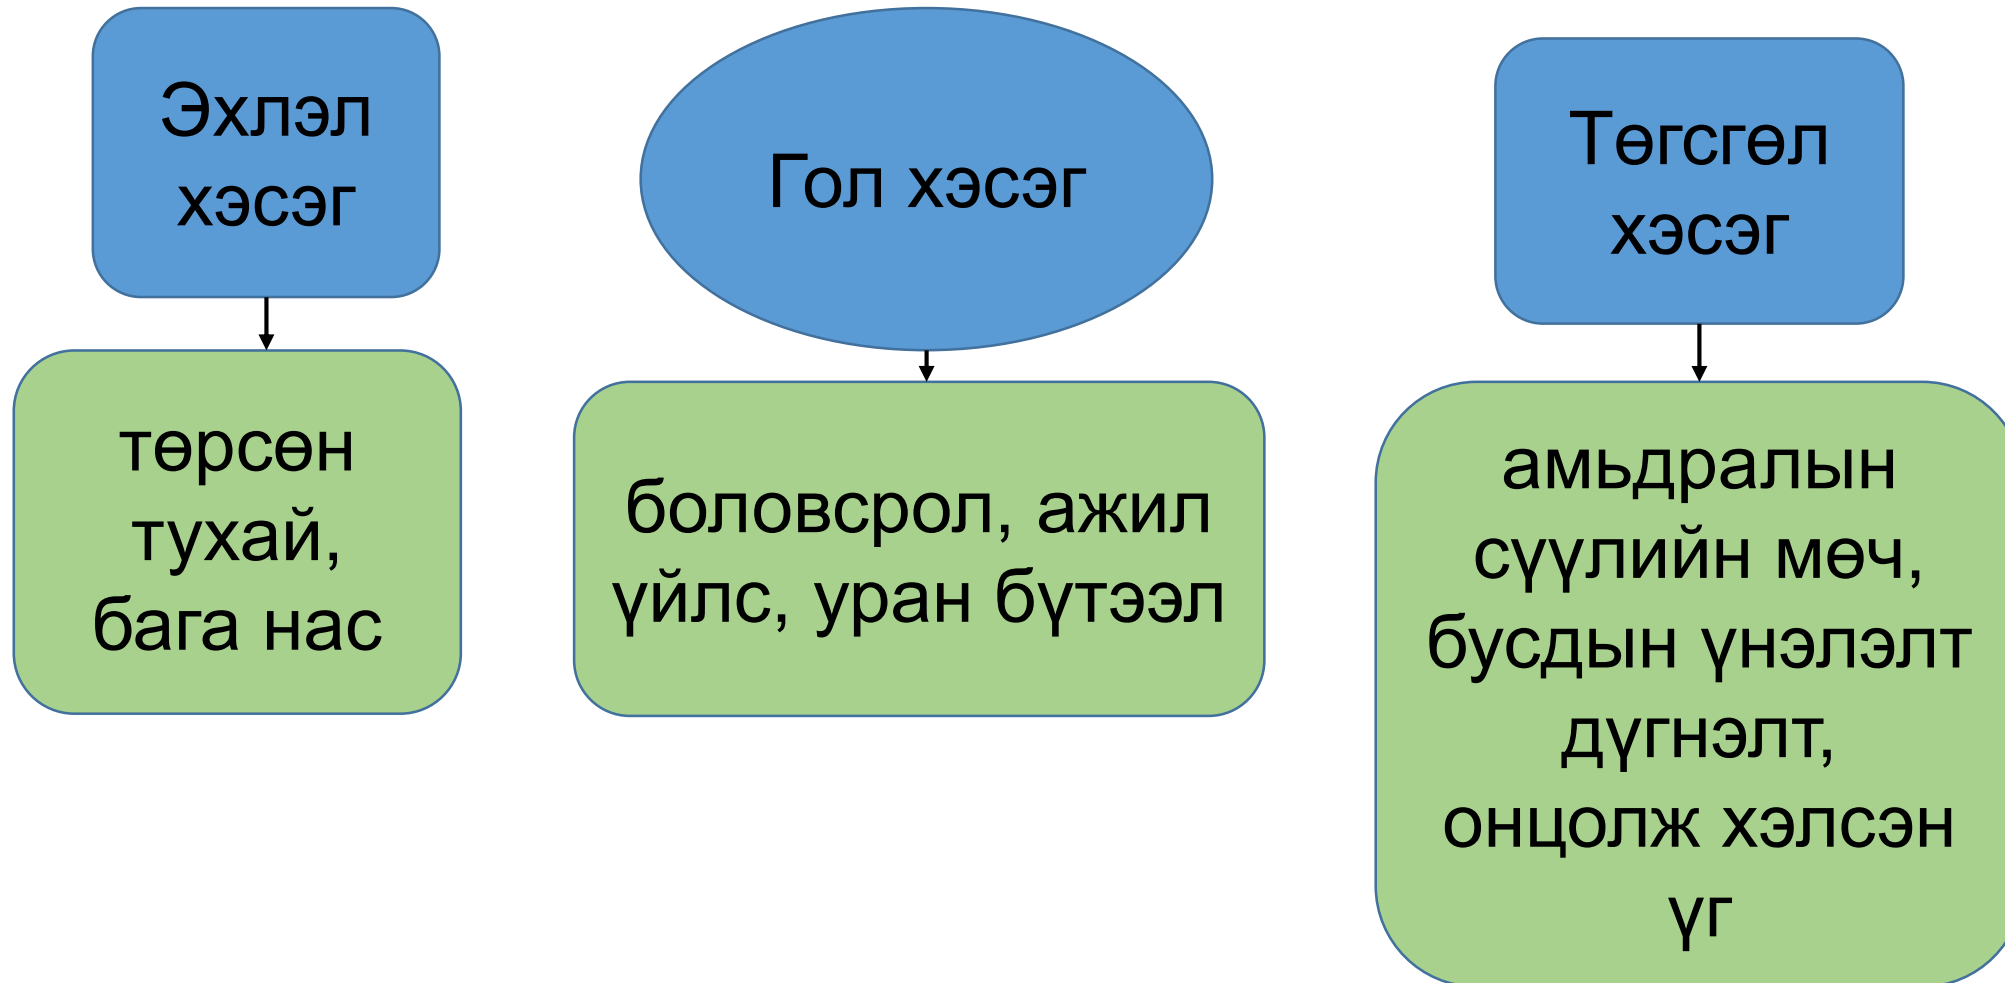 Эхлэл
хэсэг
төрсөн
тухай,
бага нас
Гол хэсэг
боловсрол, ажил
үйлс, уран бүтээл
Төгсгөл
хэсэг
амьдралын
сүүлийн мөч,
бусдын үнэлэлт
дүгнэлт,
онцолж хэлсэн
үг